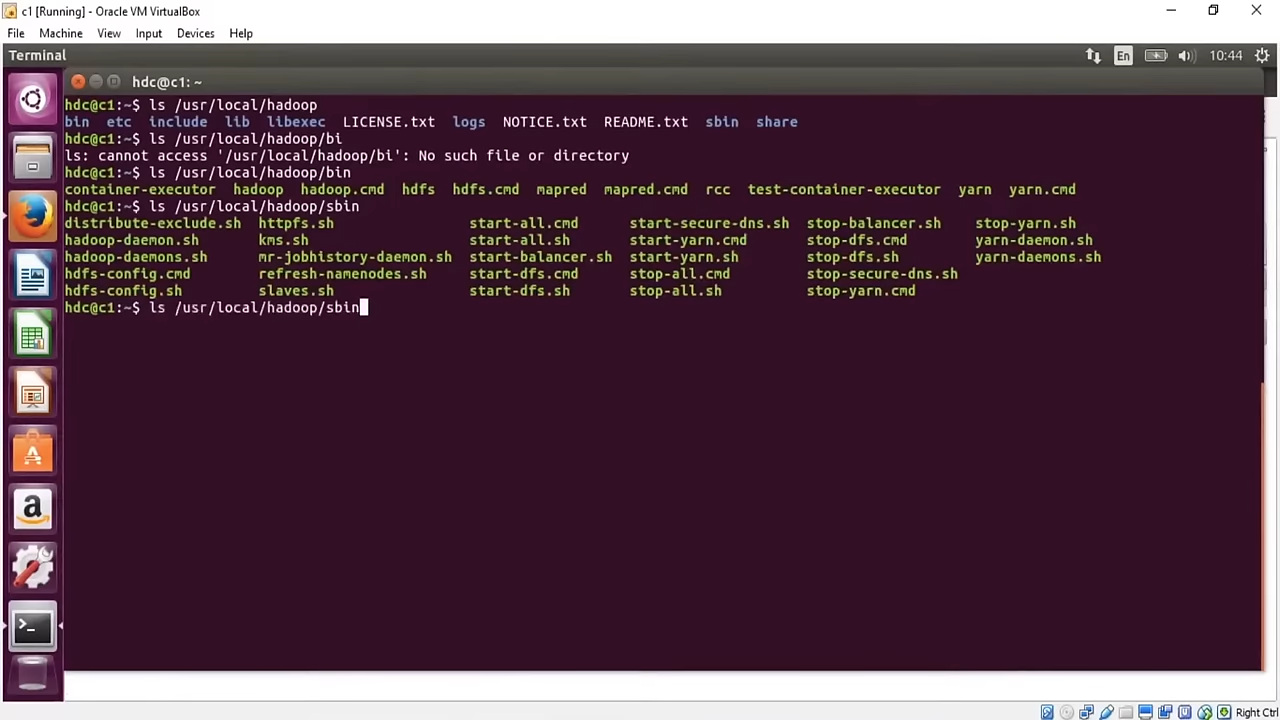 c1 [Running] - Oracle VM VirtualBox
File Machine View Input Devices Help
Terminal En 10:44
hdc@c1: ~
hdc@c1:~$ ls /usr/local/hadoop
bin etc include lib libexec LICENSE.txt logs NOTICE.txt README.txt sbin share
hdc@c1:~$ ls /usr/local/hadoop/bi
ls: cannot access '/usr/local/hadoop/bi': No such file or directory
hdc@c1:~$ ls /usr/local/hadoop/bin
container-executor hadoop hadoop.cmd hdfs hdfs.cmd mapred mapred.cmd rcc test-container-executor yarn yarn.cmd
hdc@c1:~$ ls /usr/local/hadoop/sbin
distribute-exclude.sh httpfs.sh start-all.cmd start-secure-dns.sh stop-balancer.sh stop-yarn.sh
hadoop-daemon.sh kms.sh start-all.sh start-yarn.cmd stop-dfs.cmd yarn-daemon.sh
hadoop-daemons.sh mr-jobhistory-daemon.sh start-balancer.sh start-yarn.sh stop-dfs.sh yarn-daemons.sh
hdfs-config.cmd refresh-namenodes.sh start-dfs.cmd stop-all.cmd stop-secure-dns.sh
hdfs-config.sh slaves.sh start-dfs.sh stop-all.sh stop-yarn.cmd
hdc@c1:~$ ls /usr/local/hadoop/sbin
Right Ctrl